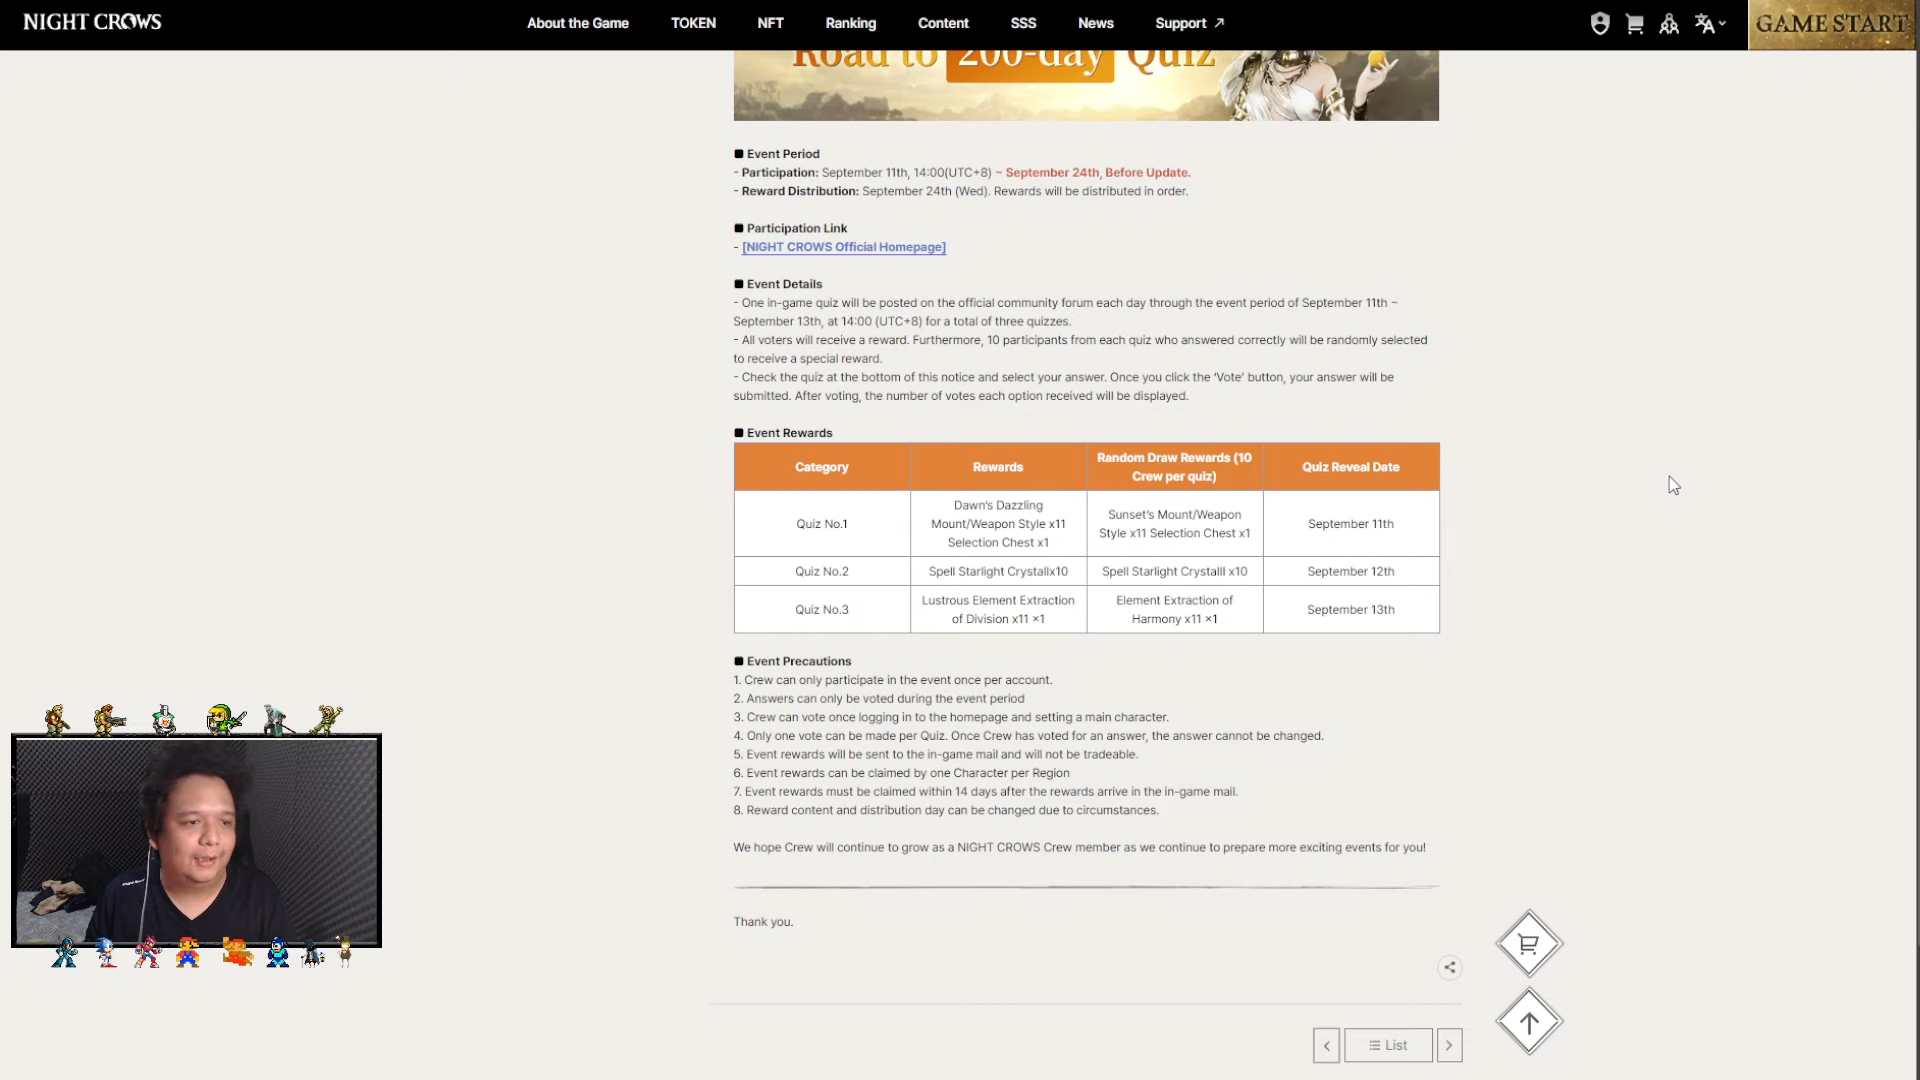 NIGHT CROWS
About the Game
TOKEN
NFT
Ranking
Content
SSS
News
Support
GAME START
Road to 200-day Quiz
■ Event Period
- Participation: September 11th, 14:00(UTC+8) ~ September 24th, Before Update.
- Reward Distribution: September 24th (Wed). Rewards will be distributed in order.
■ Participation Link
- [NIGHT CROWS Official Homepage]
■ Event Details
- One in-game quiz will be posted on the official community forum each day through the event period of September 11th ~
September 13th, at 14:00 (UTC+8) for a total of three quizzes.
- All voters will receive a reward. Furthermore, 10 participants from each quiz who answered correctly will be randomly selected
to receive a special reward.
- Check the quiz at the bottom of this notice and select your answer. Once you click the ‘Vote’ button, your answer will be
submitted. After voting, the number of votes each option received will be displayed.
■ Event Rewards
Category
Rewards
Random Draw Rewards (10
Crew per quiz)
Quiz Reveal Date
Quiz No.1
Dawn's Dazzling
Mount/Weapon Style x11
Selection Chest x1
Sunset's Mount/Weapon
Style x11 Selection Chest x1
September 11th
Quiz No.2
Spell Starlight CrystalIx10
Spell Starlight CrystalII x10
September 12th
Quiz No.3
Lustrous Element Extraction
of Division x11 ×1
Element Extraction of
Harmony x11 ×1
September 13th
■ Event Precautions
1. Crew can only participate in the event once per account.
2. Answers can only be voted during the event period
3. Crew can vote once logging in to the homepage and setting a main character.
4. Only one vote can be made per Quiz. Once Crew has voted for an answer, the answer cannot be changed.
5. Event rewards will be sent to the in-game mail and will not be tradeable.
6. Event rewards can be claimed by one Character per Region
7. Event rewards must be claimed within 14 days after the rewards arrive in the in-game mail.
8. Reward content and distribution day can be changed due to circumstances.
We hope Crew will continue to grow as a NIGHT CROWS Crew member as we continue to prepare more exciting events for you!
Thank you.
List